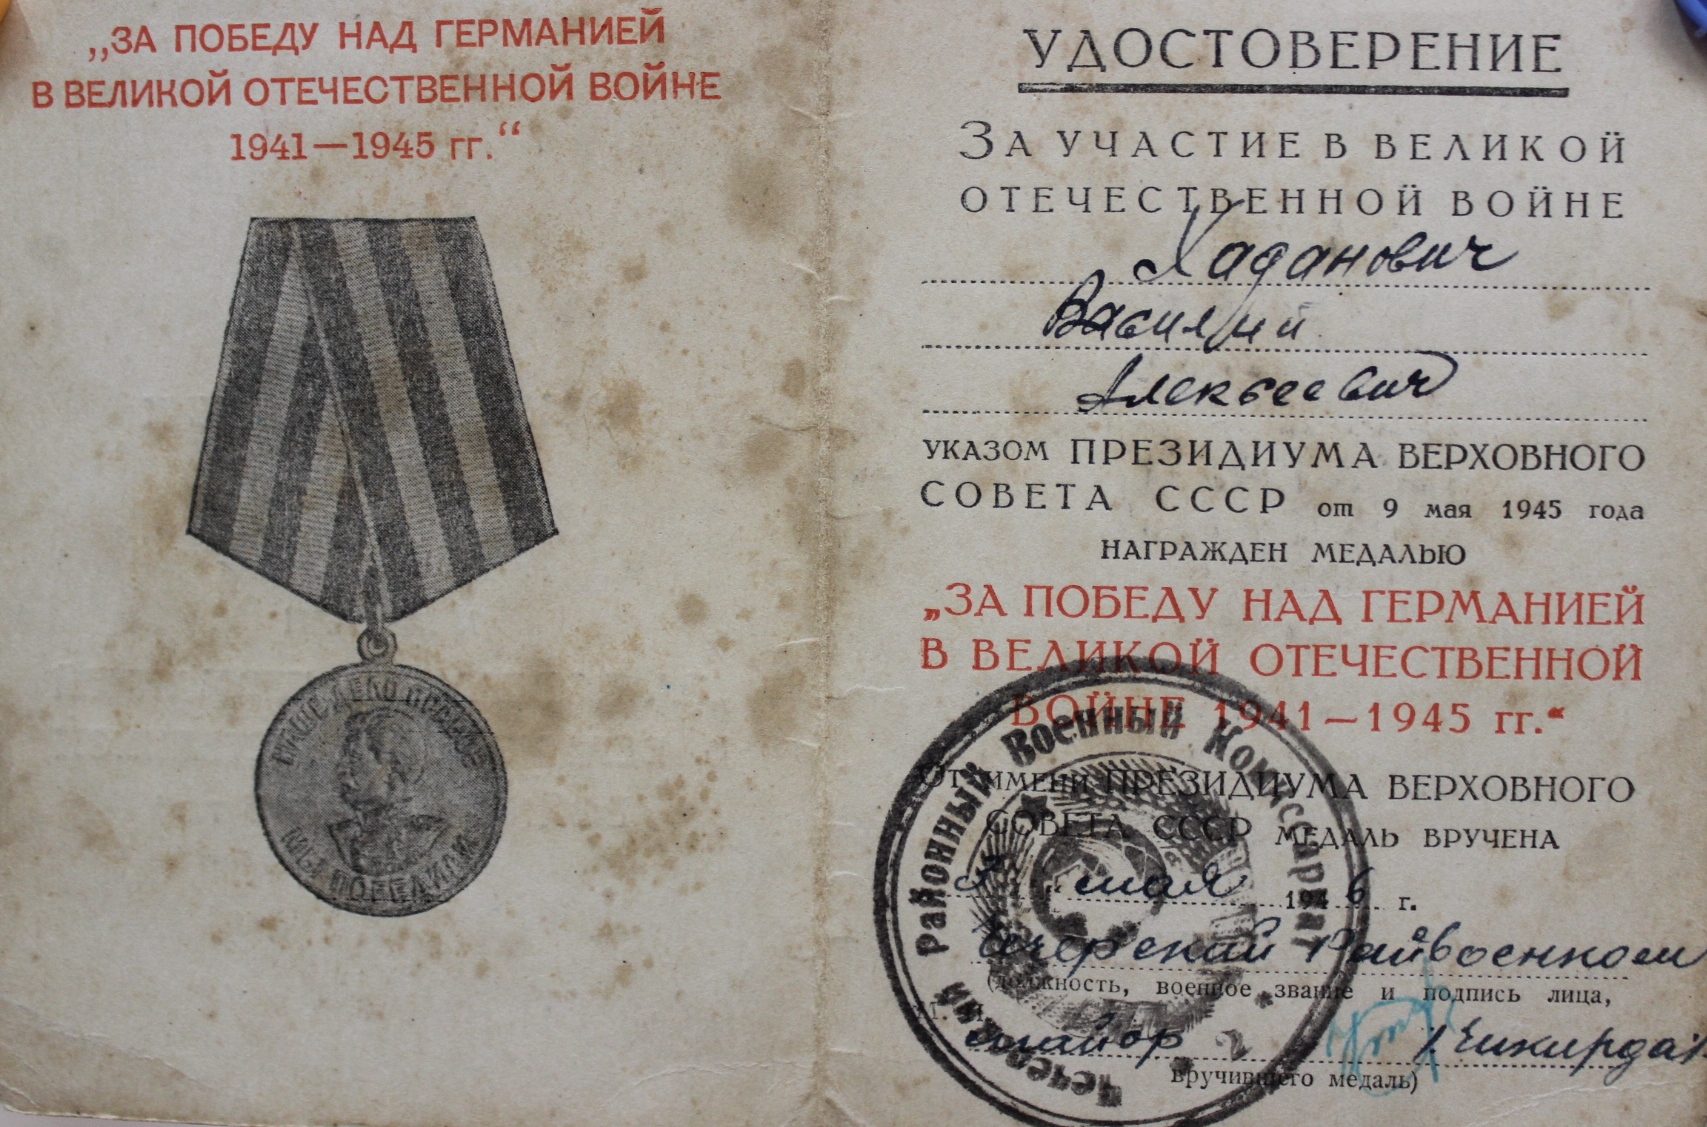 „ЗА ПОБЕДУ НАД ГЕРМАНИЕЙ
В ВЕЛИКОЙ ОТЕЧЕСТВЕННОЙ ВОЙНЕ
1941—1945 гг.“
НАШЕ ДЕЛО ПРАВОЕ
МЫ ПОБЕДИЛИ
УДОСТОВЕРЕНИЕ
ЗА УЧАСТИЕ В ВЕЛИКОЙ
ОТЕЧЕСТВЕННОЙ ВОЙНЕ
Хаданович
Василий
Алексеевич
УКАЗОМ ПРЕЗИДИУМА ВЕРХОВНОГО
СОВЕТА СССР от 9 мая 1945 года
НАГРАЖДЕН МЕДАЛЬЮ
„ЗА ПОБЕДУ НАД ГЕРМАНИЕЙ
В ВЕЛИКОЙ ОТЕЧЕСТВЕННОЙ
ВОЙНЕ 1941—1945 гг.“
ОТ ИМЕНИ ПРЕЗИДИУМА ВЕРХОВНОГО
СОВЕТА СССР МЕДАЛЬ ВРУЧЕНА
мая 1946 г.
Райвоенком
(должность, военное звание и подпись лица,
майор
вручившего медаль)
Районный Военный Комиссариат